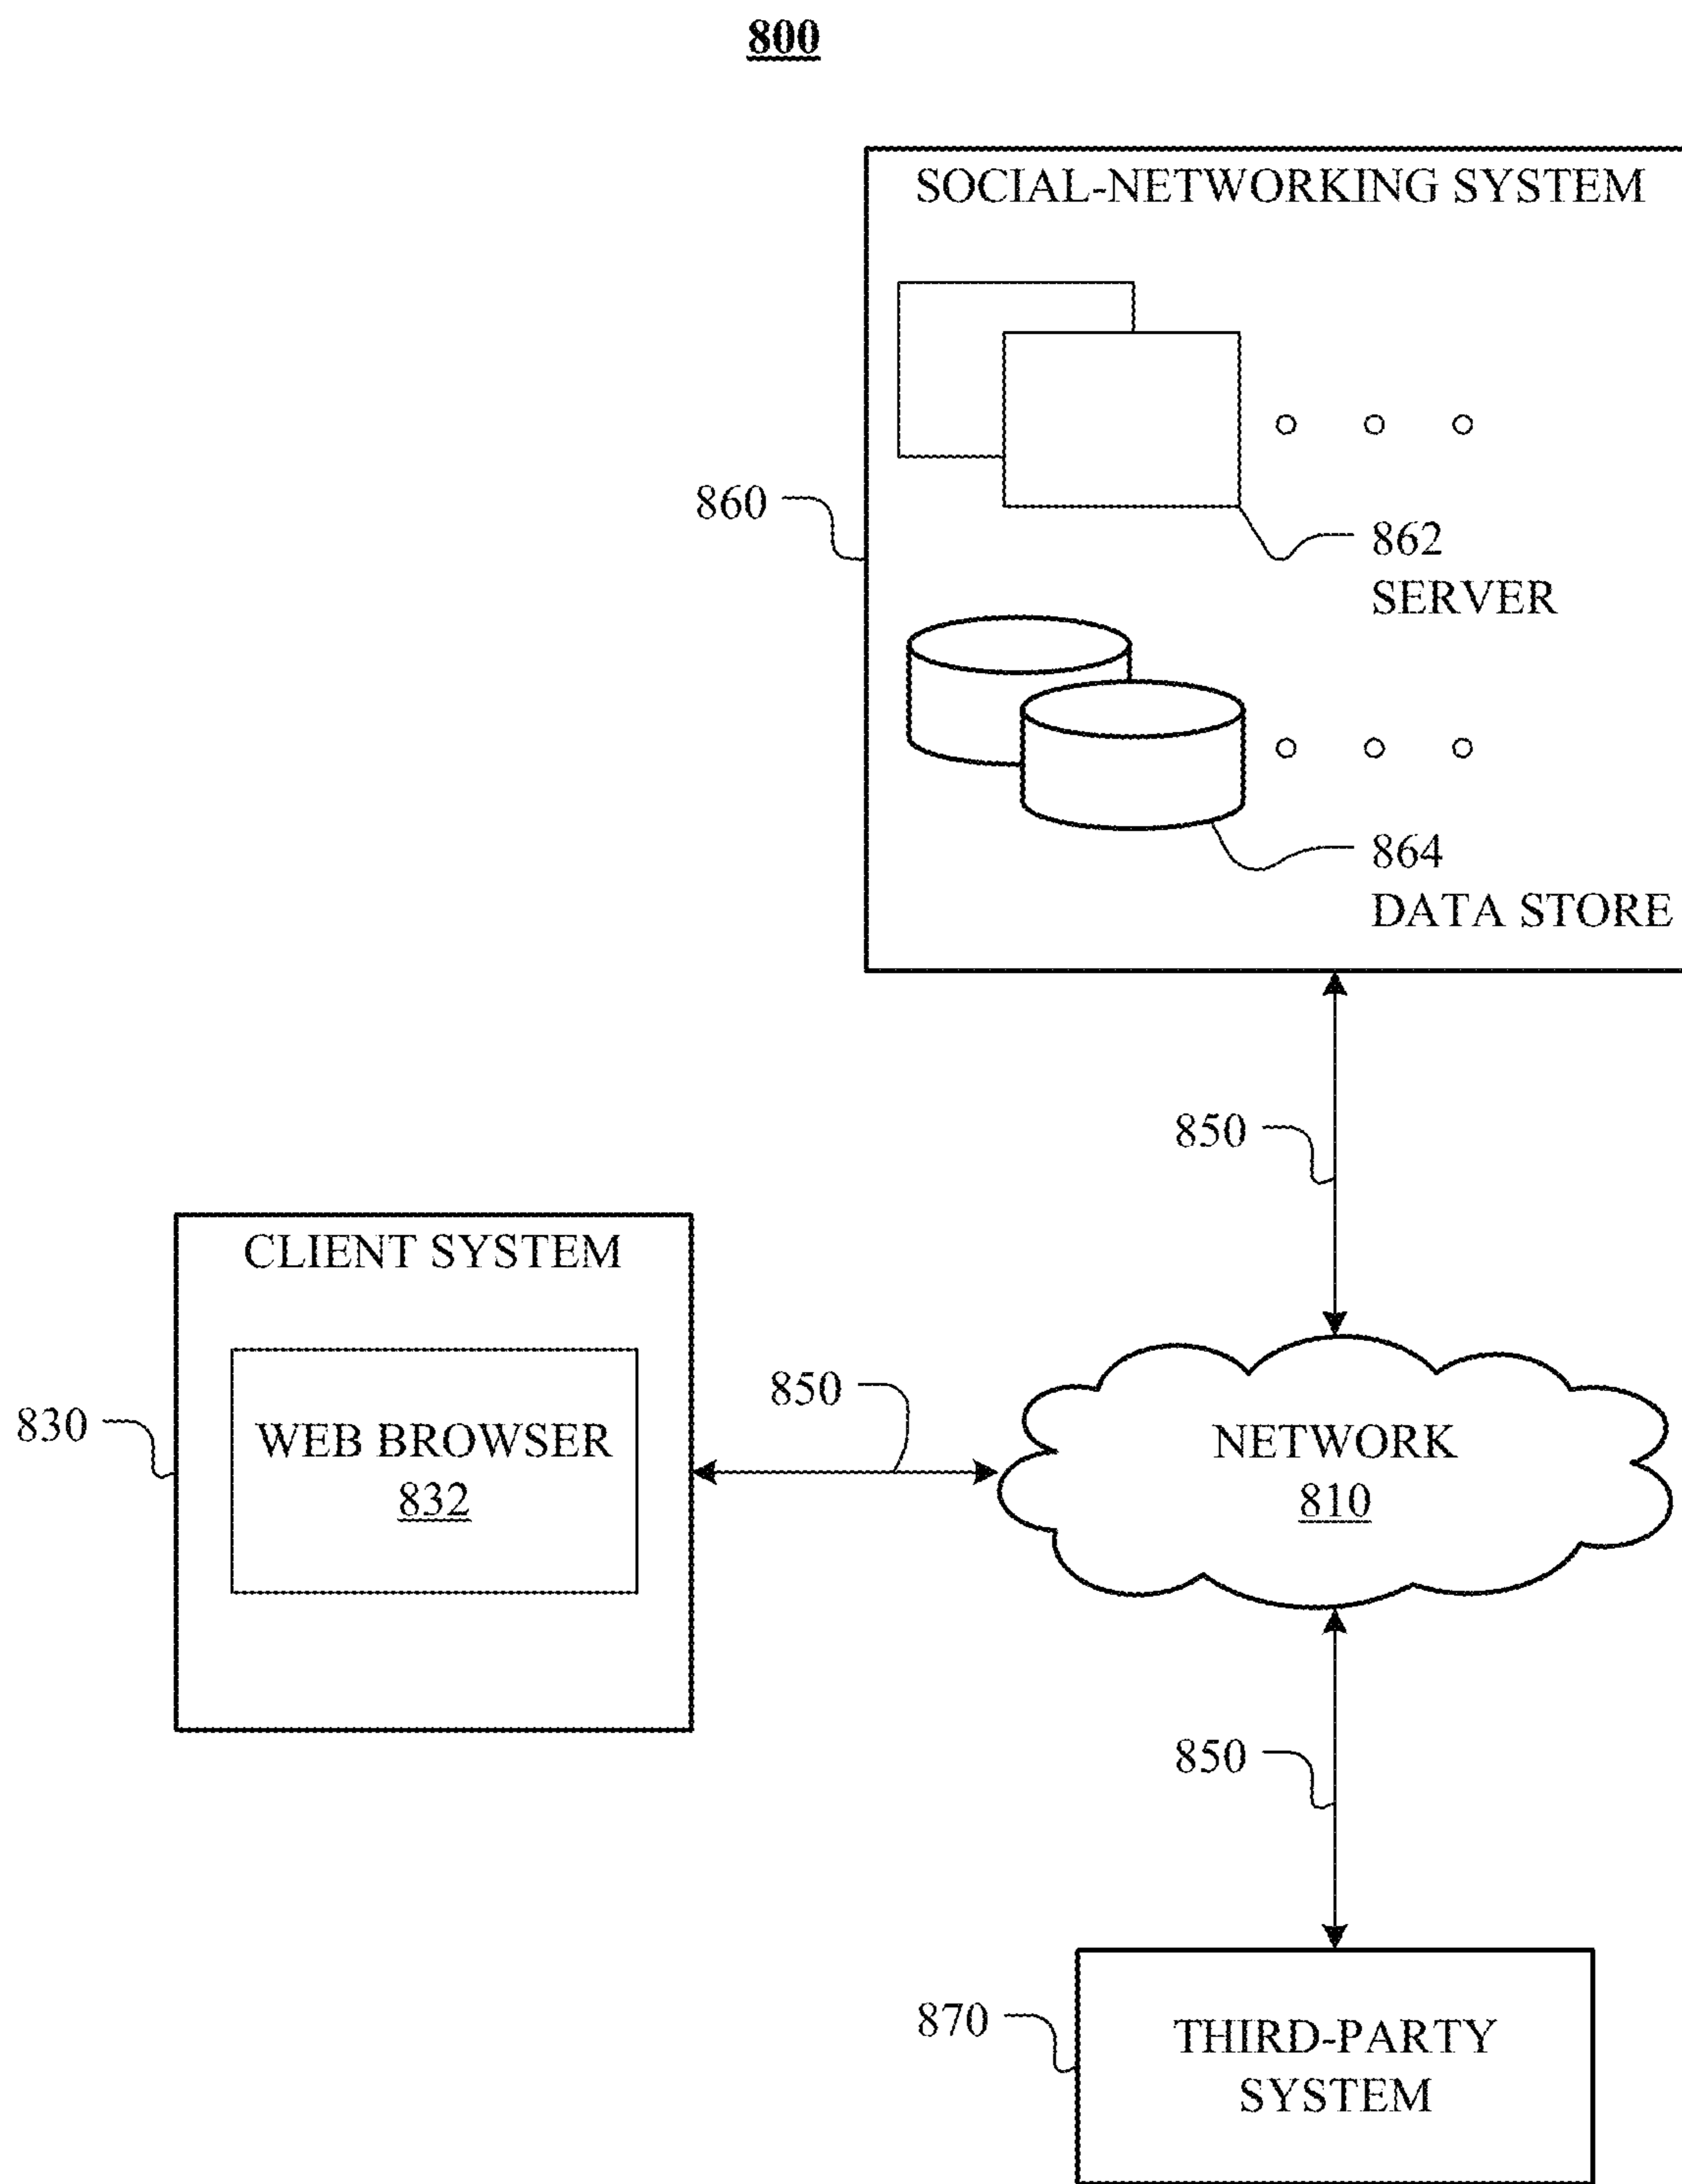 800
SOCIAL-NETWORKING SYSTEM
860
862
SERVER
864
DATA STORE
850
CLIENT SYSTEM
830
WEB BROWSER
832
850
NETWORK
810
850
870
THIRD-PARTY
SYSTEM